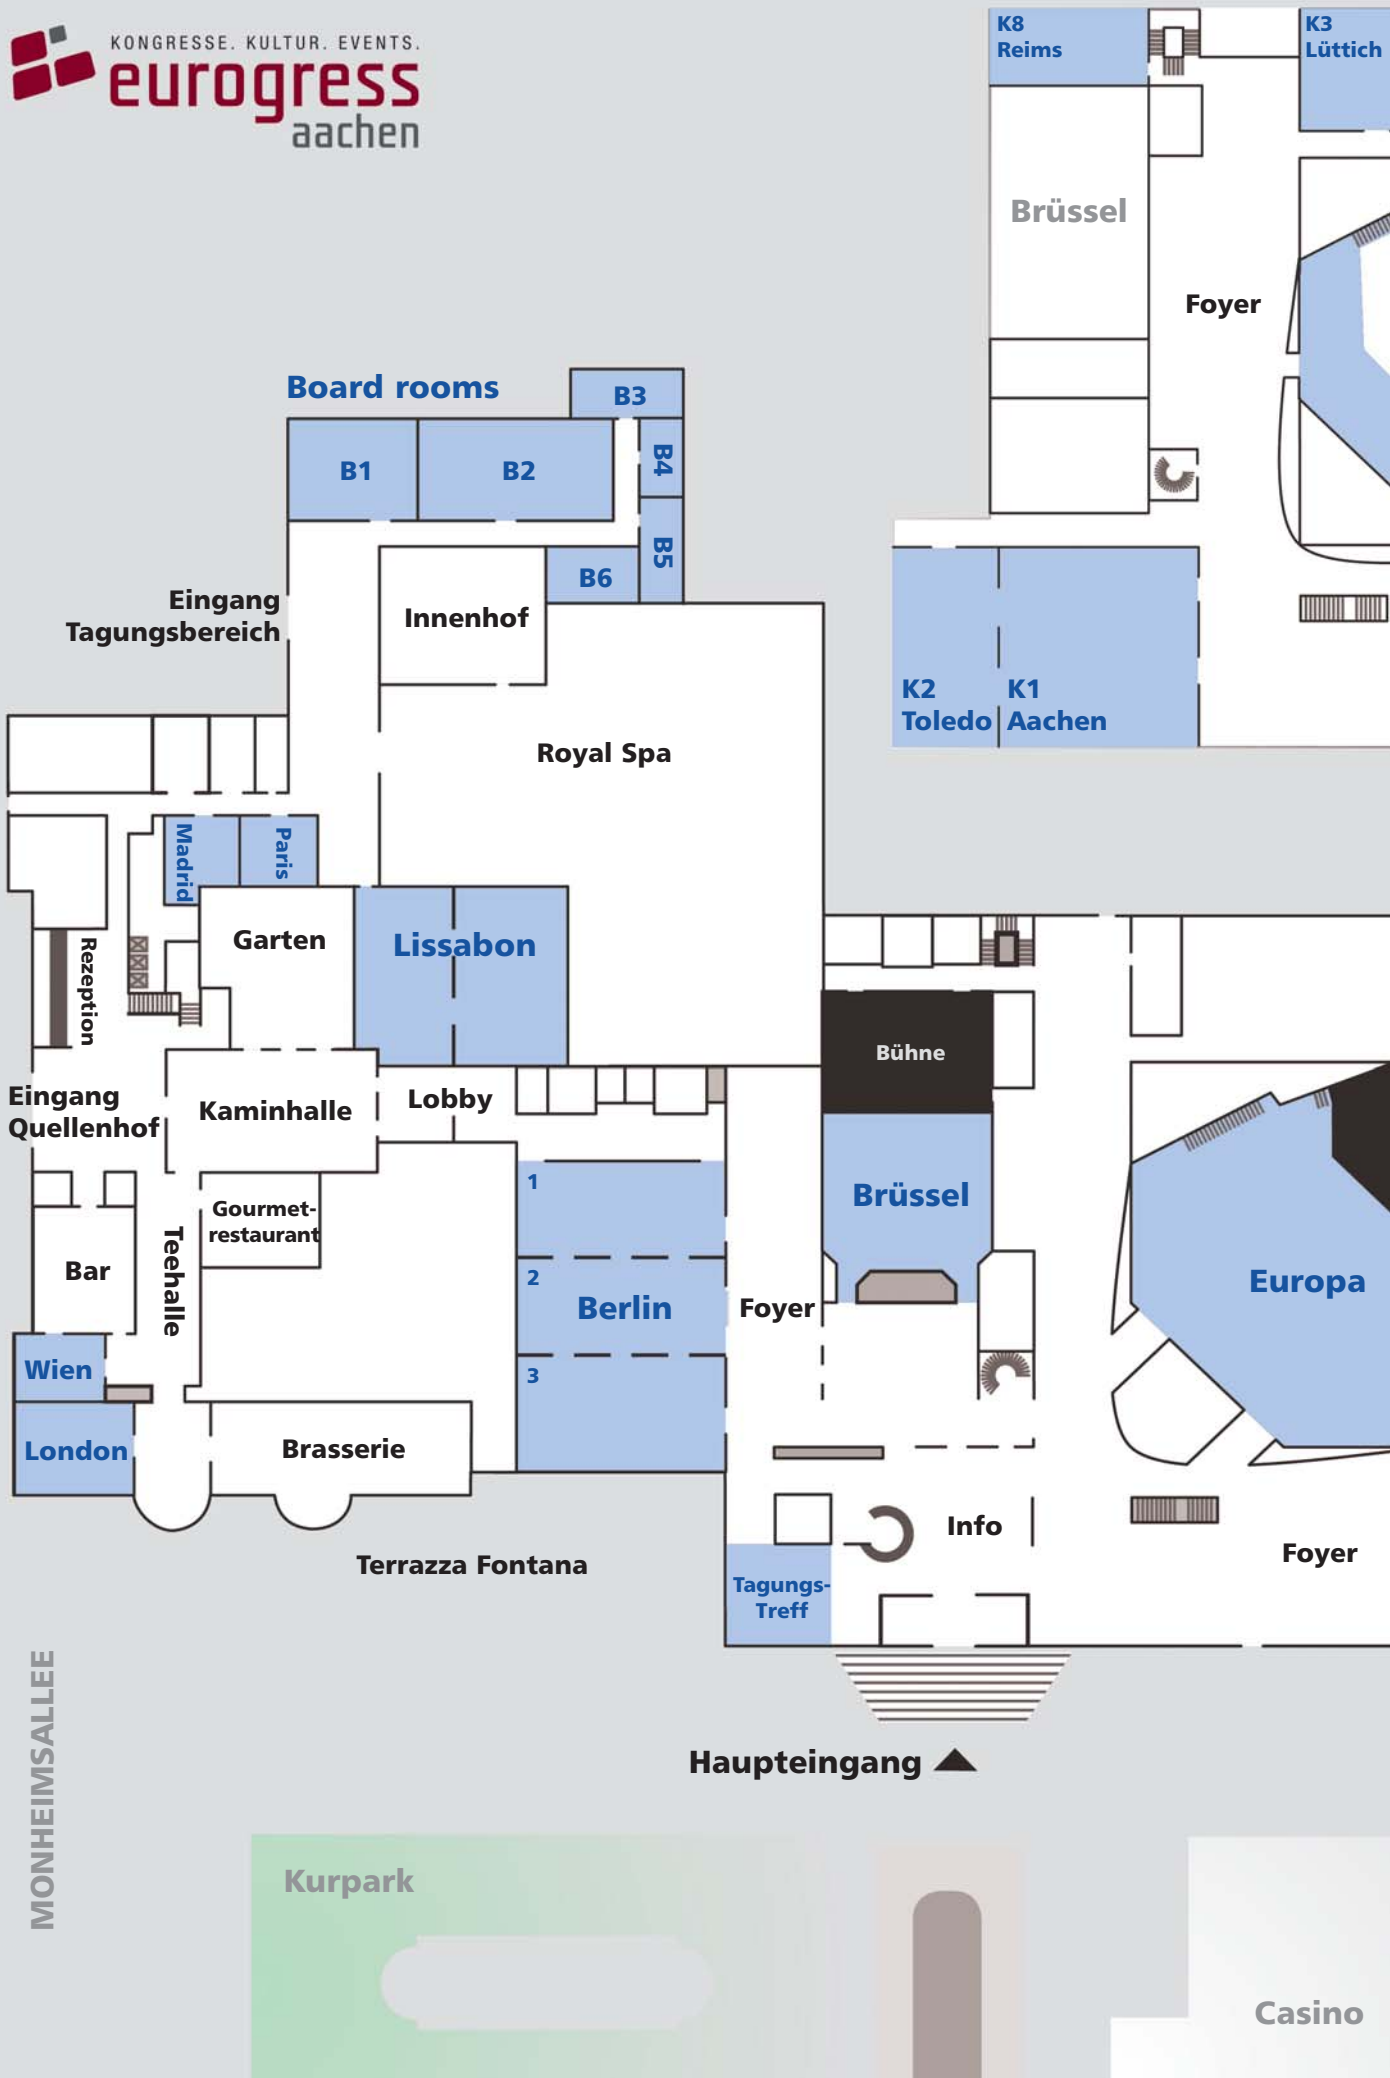 KONGRESSE. KULTUR. EVENTS.
eurogress
aachen
K8
Reims
K3
Lüttich
Brüssel
Foyer
Board rooms
B3
B1
B2
B4
B5
B6
Eingang
Tagungsbereich
Innenhof
K2
Toledo
K1
Aachen
Royal Spa
Madrid
Paris
Garten
Lissabon
Rezeption
Bühne
Eingang
Quellenhof
Kaminhalle
Lobby
1
Brüssel
Gourmet-
restaurant
Bar
Teehalle
2
Berlin
Foyer
Europa
Wien
3
London
Brasserie
Info
Foyer
Terrazza Fontana
Tagungs-
Treff
MONHEIMSALLEE
Haupteingang
Kurpark
Casino